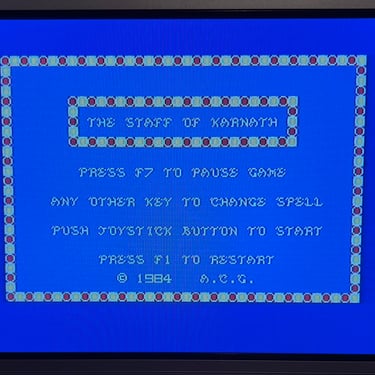 THE STAFF OF KARNATH
PRESS F7 TO PAUSE GAME
ANY OTHER KEY TO CHANGE SPELL
PUSH JOYSTICK BUTTON TO START
PRESS F1 TO RESTART
© 1984 A.C.G.